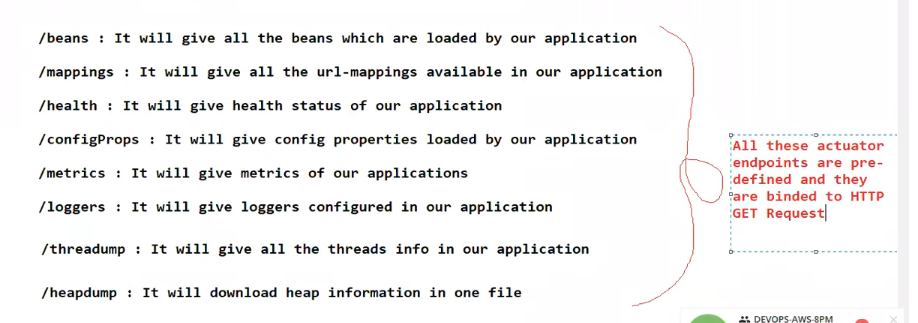 /beans : It will give all the beans which are loaded by our application
/mappings : It will give all the url-mappings available in our application
/health : It will give health status of our application
/configProps : It will give config properties loaded by our application
/metrics : It will give metrics of our applications
/loggers : It will give loggers configured in our application
/threadump : It will give all the threads info in our application
/heapdump : It will download heap information in one file
All these actuator
endpoints are pre-
defined and they
are binded to HTTP
GET Request
DEVOPS-AWS-8PM